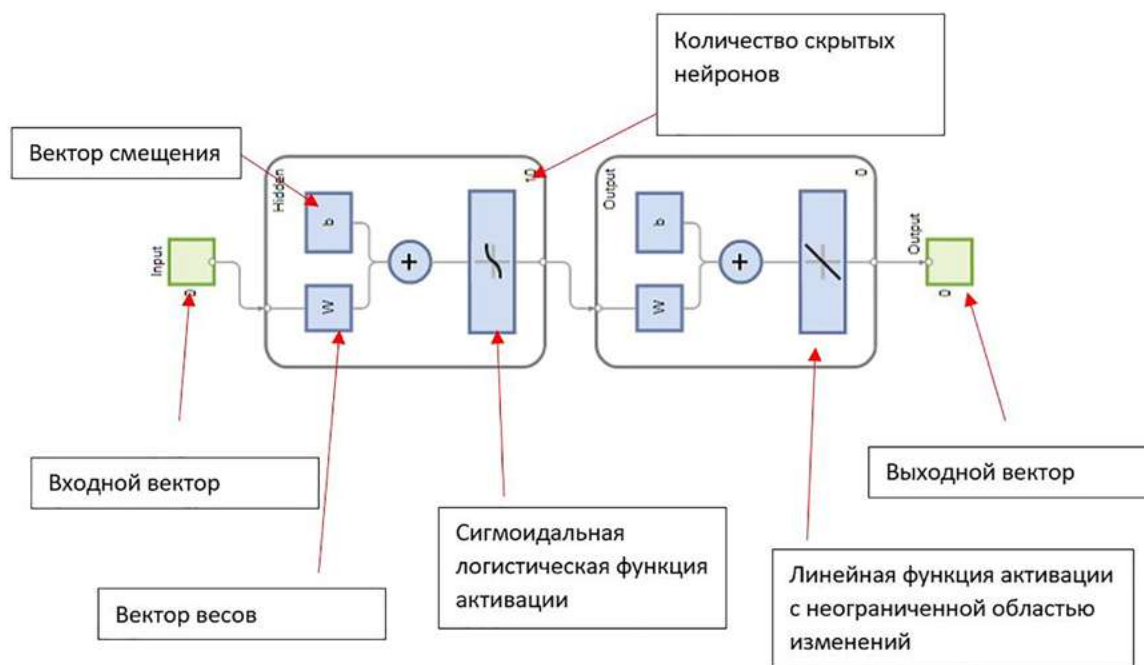 Количество скрытых
нейронов
Вектор смещения
Hidden
10
Output
0
b
b
Input
0
W
W
Output
0
Входной вектор
Вектор весов
Сигмоидальная
логистическая функция
активации
Выходной вектор
Линейная функция активации
с неограниченной областью
изменений